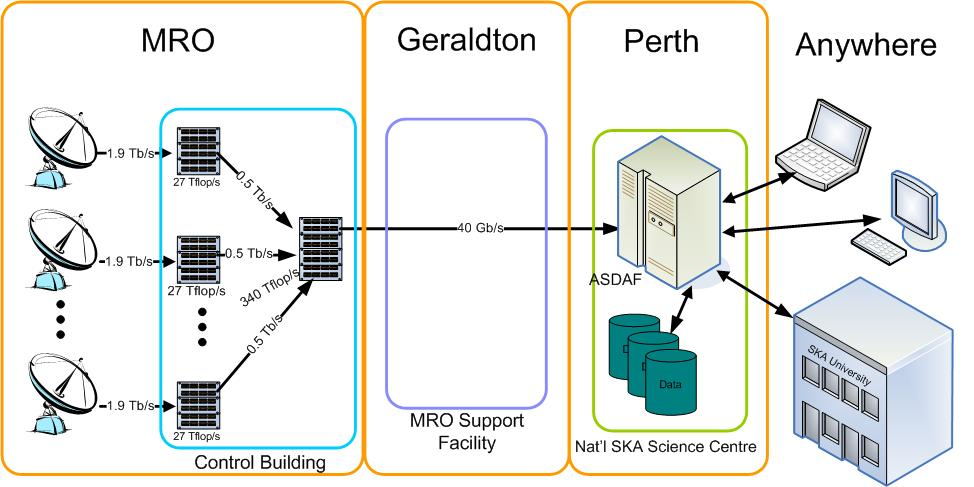 MRO
Geraldton
Perth
Anywhere
1.9 Tb/s
27 Tflop/s
0.5 Tb/s
1.9 Tb/s
27 Tflop/s
0.5 Tb/s
340 Tflop/s
40 Gb/s
0.5 Tb/s
1.9 Tb/s
27 Tflop/s
Control Building
MRO Support
Facility
ASDAF
D
D
Data
Nat'l SKA Science Centre
SKA University